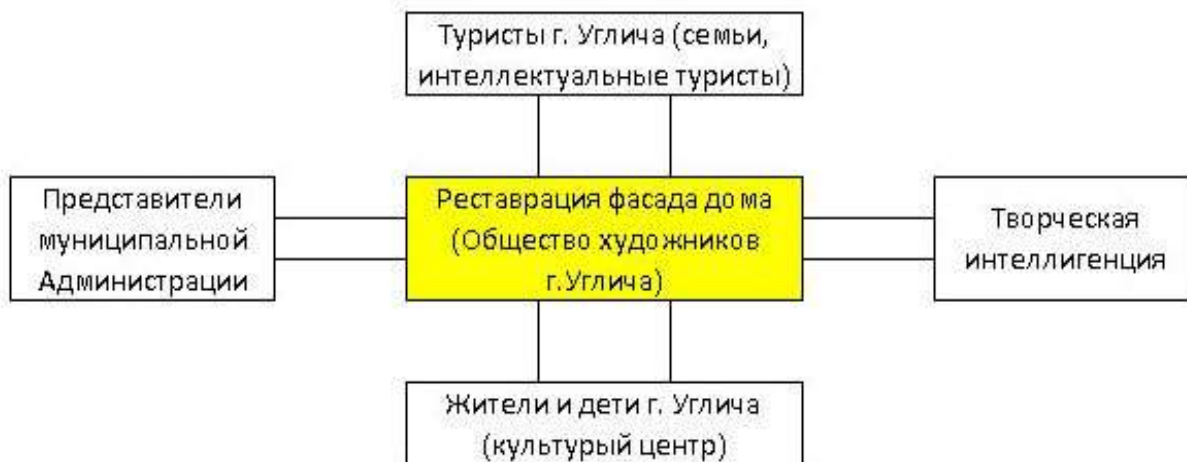 Туристы г. Углича (семьи,
интеллектуальные туристы)
Представители
муниципальной
Администрации
Реставрация фасада дома
(Общество художников
г.Углича)
Творческая
интеллигенция
Жители и дети г. Углича
(культурый центр)